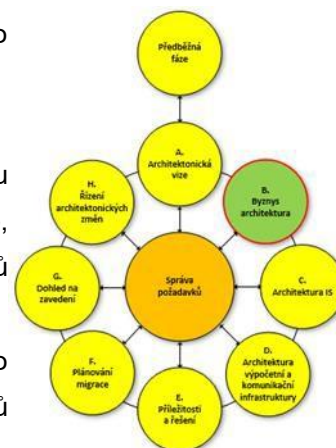 o
u
,
ů
o
ů
Předběžná
fáze
A.
Architektonická
vize
B.
Byznys
architektura
C.
Architektura IS
D.
Architektura
výpočetní a
komunikační
infrastruktury
E.
Příležitosti
a řešení
F.
Plánování
migrace
G.
Dohled na
zavedení
H.
Řízení
architektonických
změn
Správa
požadavků